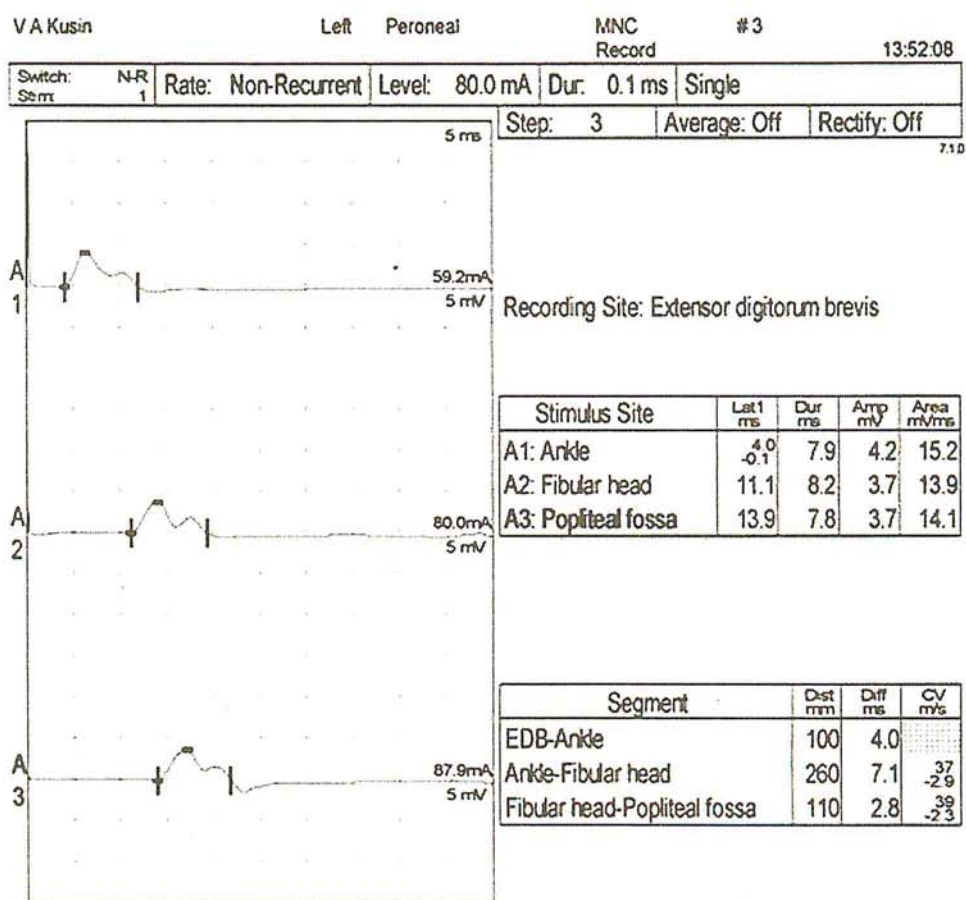 V A Kusin Left Peroneal MNC #3
Record 13:52:08
Switch: N-R Rate: Non-Recurrent Level: 80.0 mA Dur: 0.1 ms Single
Stim: 1
Step: 3 Average: Off Rectify: Off
5 ms
7.1.0
A 1
59.2mA
5 mV
Recording Site: Extensor digitorum brevis
Stimulus Site Lat1 ms Dur ms Amp mV Area mVms
A1: Ankle 4.0 -0.1 7.9 4.2 15.2
A2: Fibular head 11.1 8.2 3.7 13.9
A3: Popliteal fossa 13.9 7.8 3.7 14.1
A 2
80.0mA
5 mV
Segment Dist mm Diff ms CV m/s
EDB-Ankle 100 4.0
Ankle-Fibular head 260 7.1 37 -2.9
Fibular head-Popliteal fossa 110 2.8 39 -2.3
A 3
87.9mA
5 mV